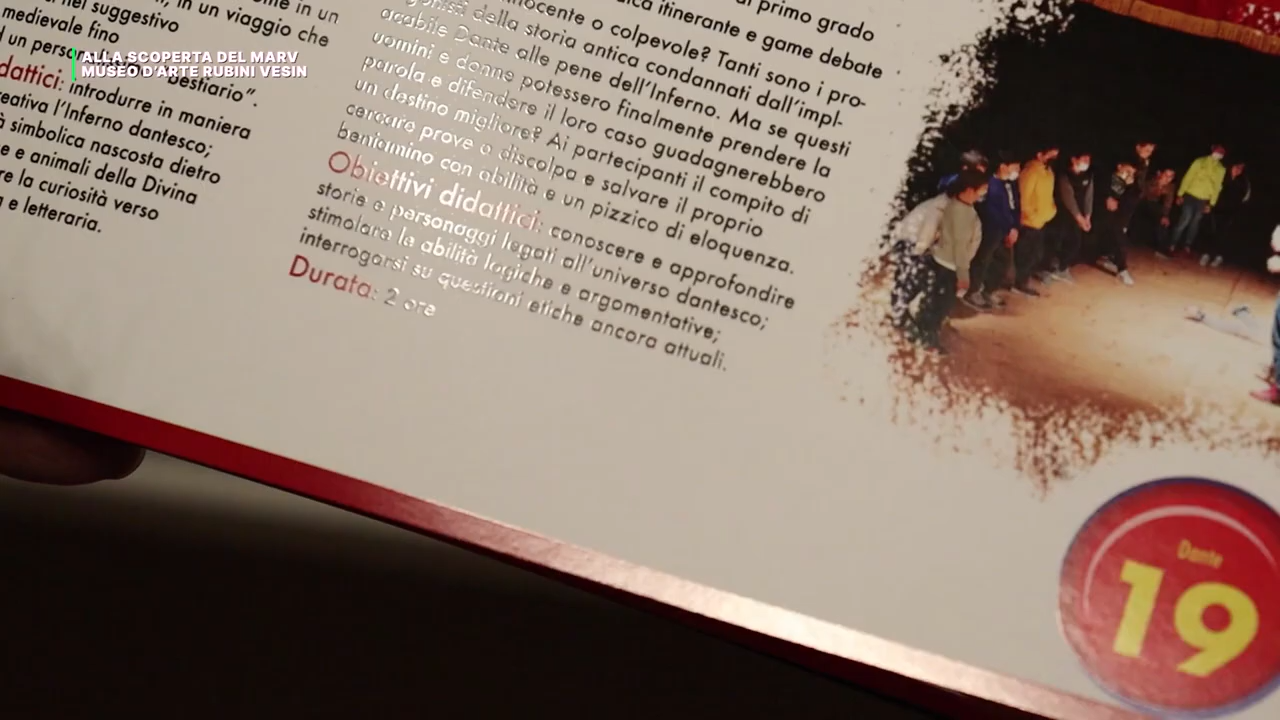 ALLA SCOPERTA DEL MARV
MUSEO D'ARTE RUBINI VESIN
in un
nel suggestivo
, in un viaggio che
medievale fino
un
bestiario”.
dattici: introdurre in maniera
reativa l’Inferno dantesco;
à simbolica nascosta dietro
e e animali della Divina
re la curiosità verso
e letteraria.
primo grado
itinerante e game debate
nocente o colpevole? Tanti sono i pro-
gonisti della storia antica condannati dall’impl-
acabile Dante alle pene dell’Inferno. Ma se questi
uomini e donne potessero finalmente prendere la
parola e difendere il loro caso guadagnerebbero
un destino migliore? Ai partecipanti il compito di
cercare prove a discolpa e salvare il proprio
beniamino con abilità e un pizzico di eloquenza.
Obiettivi didattici: conoscere e approfondire
storie e personaggi legati all’universo dantesco;
stimolare le abilità logiche e argomentative;
interrogarsi su questioni etiche ancora attuali.
Durata: 2 ore
Dante
19